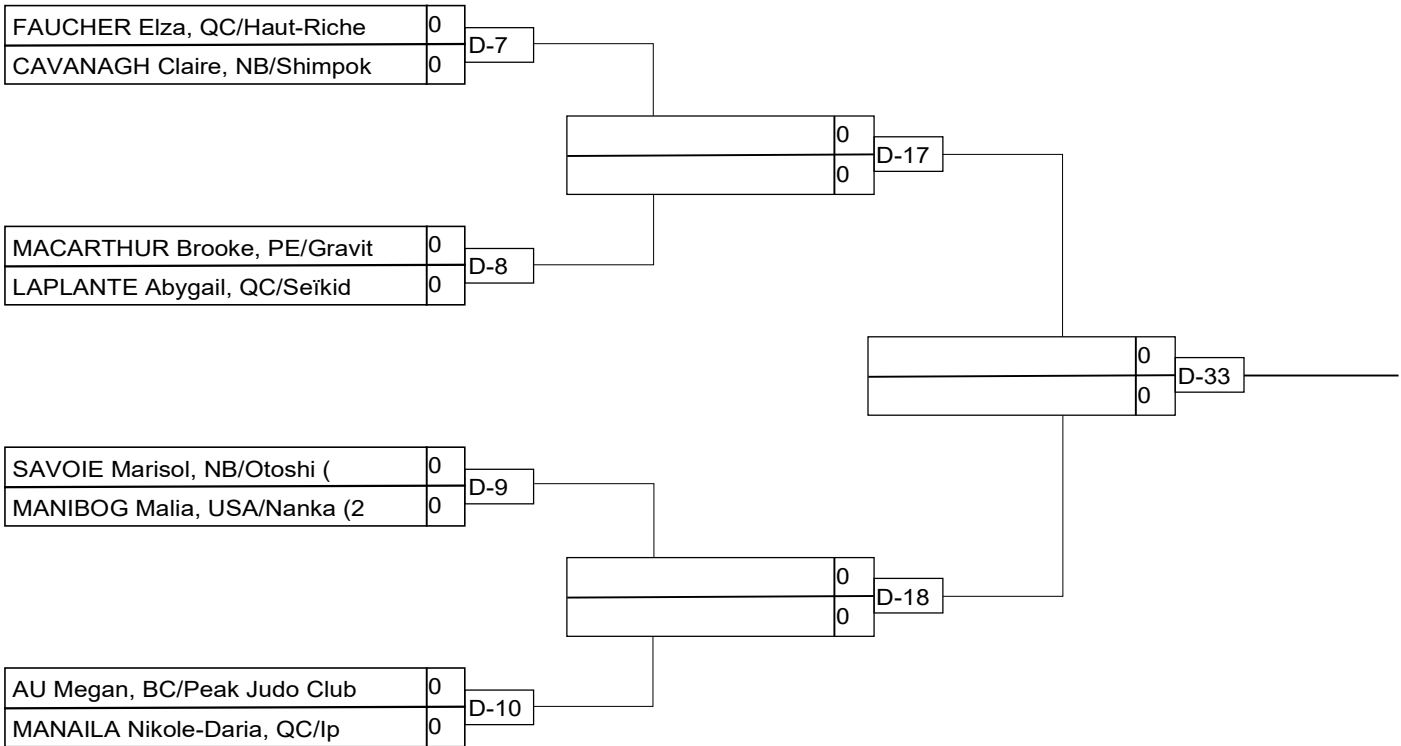 FAUCHER Elza, QC/Haut-Riche 0
D-7
CAVANAGH Claire, NB/Shimpok 0
0
D-17
0
MACARTHUR Brooke, PE/Gravit 0
D-8
LAPLANTE Abygail, QC/Seïkid 0
0
D-33
0
SAVOIE Marisol, NB/Otoshi ( 0
D-9
MANIBOG Malia, USA/Nanka (2 0
0
D-18
0
AU Megan, BC/Peak Judo Club 0
D-10
MANAILA Nikole-Daria, QC/Ip 0